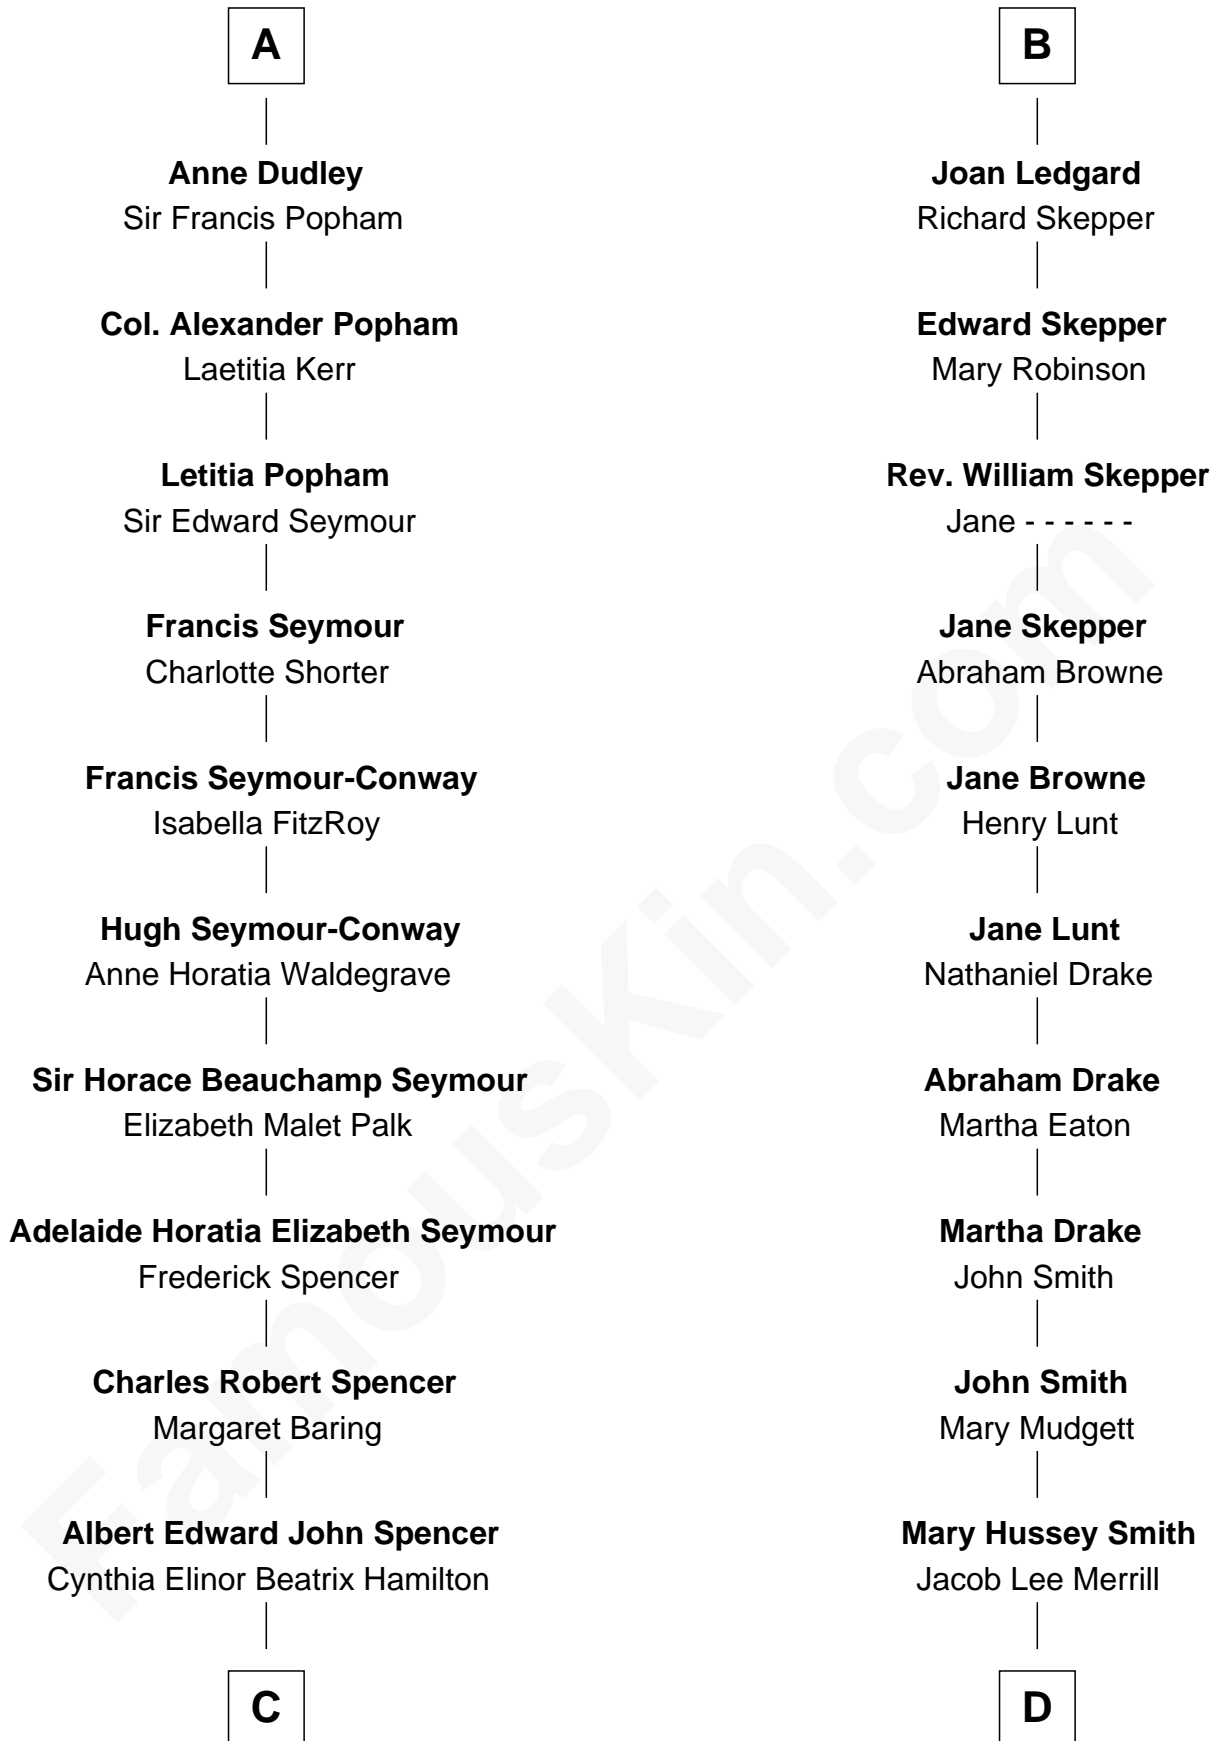 A
Anne Dudley
Sir Francis Popham
Col. Alexander Popham
Laetitia Kerr
Letitia Popham
Sir Edward Seymour
Francis Seymour
Charlotte Shorter
Francis Seymour-Conway
Isabella FitzRoy
Hugh Seymour-Conway
Anne Horatia Waldegrave
Sir Horace Beauchamp Seymour
Elizabeth Malet Palk
Adelaide Horatia Elizabeth Seymour
Frederick Spencer
Charles Robert Spencer
Margaret Baring
Albert Edward John Spencer
Cynthia Elinor Beatrix Hamilton
C
B
Joan Ledgard
Richard Skepper
Edward Skepper
Mary Robinson
Rev. William Skepper
Jane - - - - - -
Jane Skepper
Abraham Browne
Jane Browne
Henry Lunt
Jane Lunt
Nathaniel Drake
Abraham Drake
Martha Eaton
Martha Drake
John Smith
John Smith
Mary Mudgett
Mary Hussey Smith
Jacob Lee Merrill
D
FamousKin.com